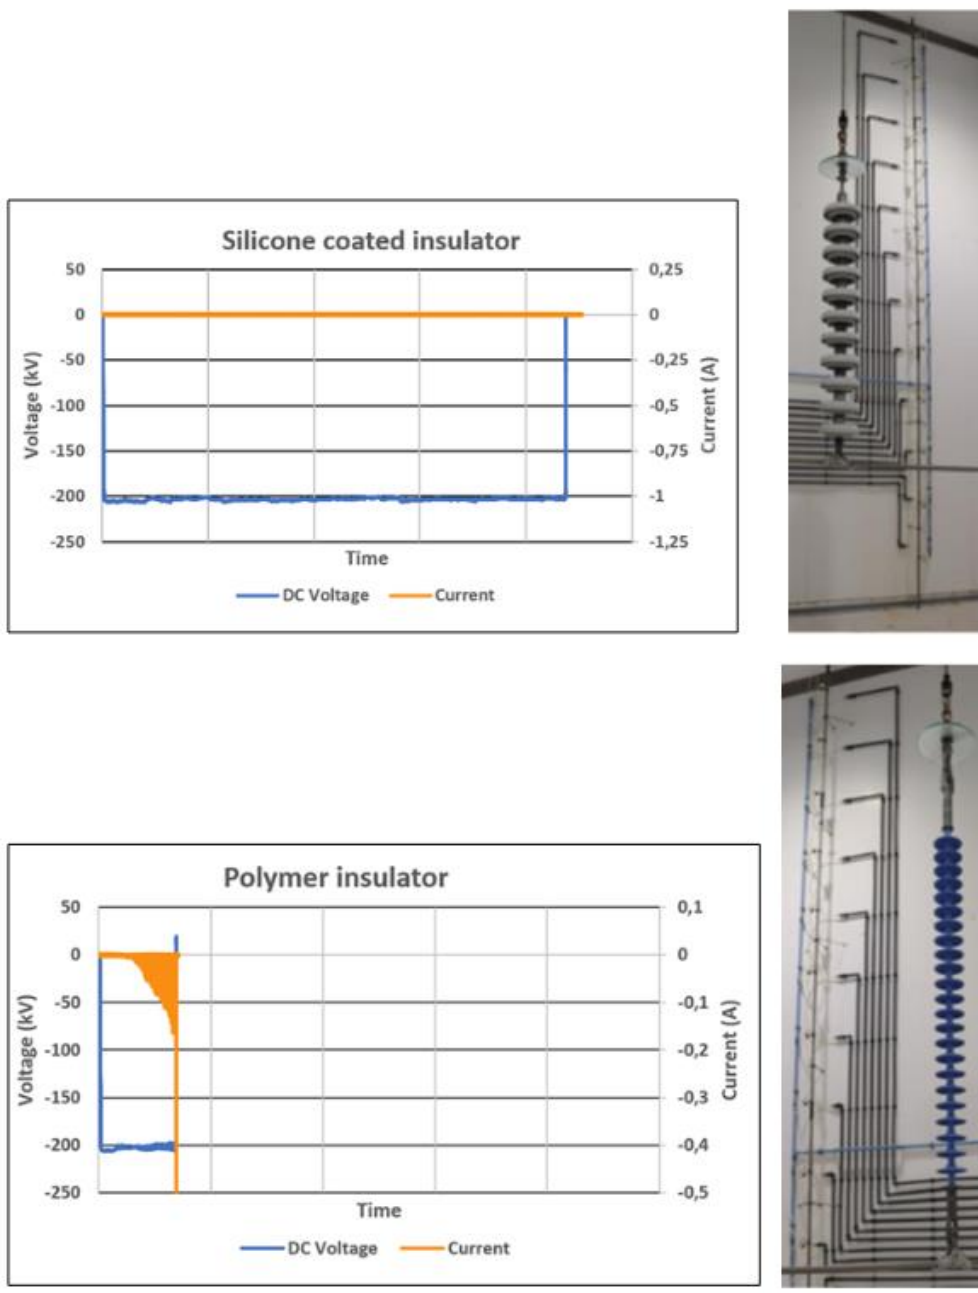 Silicone coated insulator
50 0,25
0 0
-50 -0,25
-100 -0,5
-150 -0,75
-200 -1
-250 -1,25
Voltage (kV)
Current (A)
Time
DC Voltage Current
Polymer insulator
50 0,1
0 0
-50 -0,1
-100 -0,2
-150 -0,3
-200 -0,4
-250 -0,5
Voltage (kV)
Current (A)
Time
DC Voltage Current